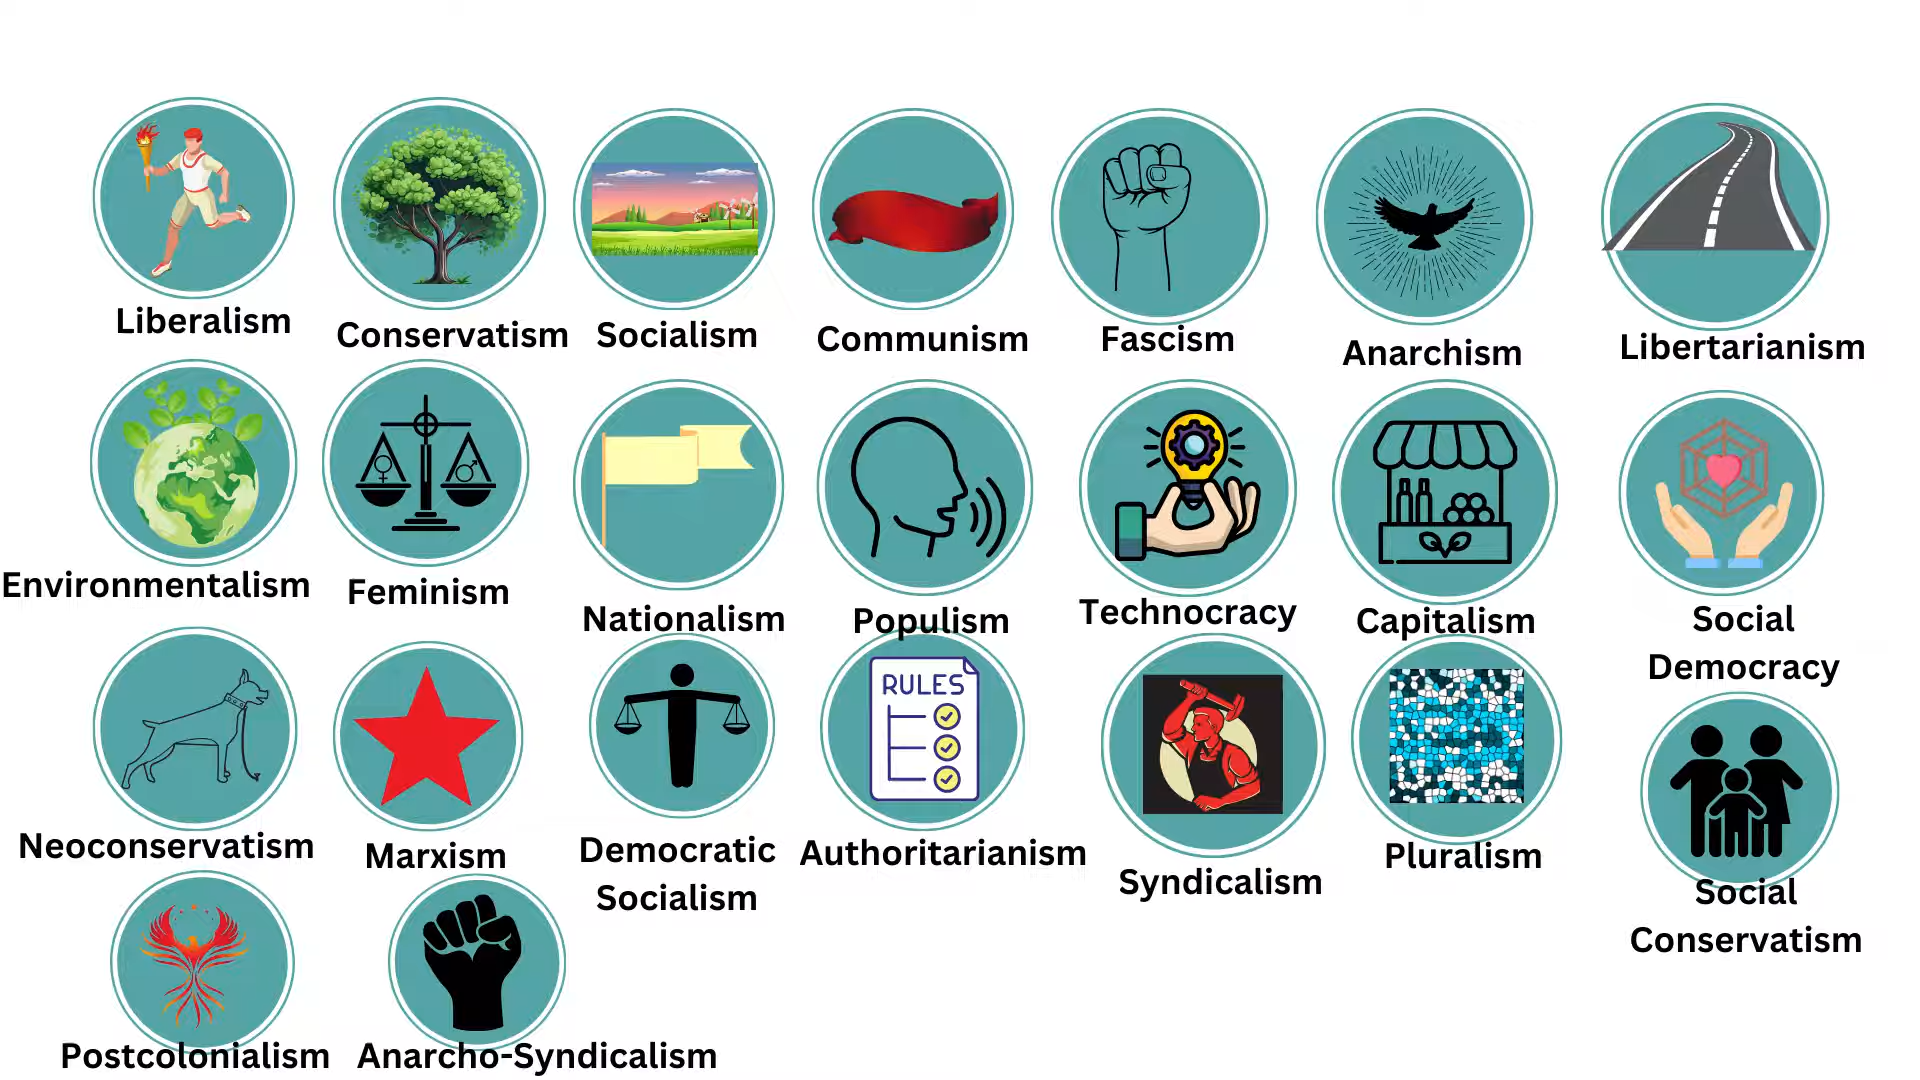 Liberalism
Conservatism
Socialism
Communism
Fascism
Anarchism
Libertarianism
Environmentalism
Feminism
Nationalism
Populism
Technocracy
Capitalism
Social
Democracy
Neoconservatism
Marxism
Democratic
Socialism
RULES
Authoritarianism
Syndicalism
Pluralism
Social
Conservatism
Postcolonialism
Anarcho-Syndicalism